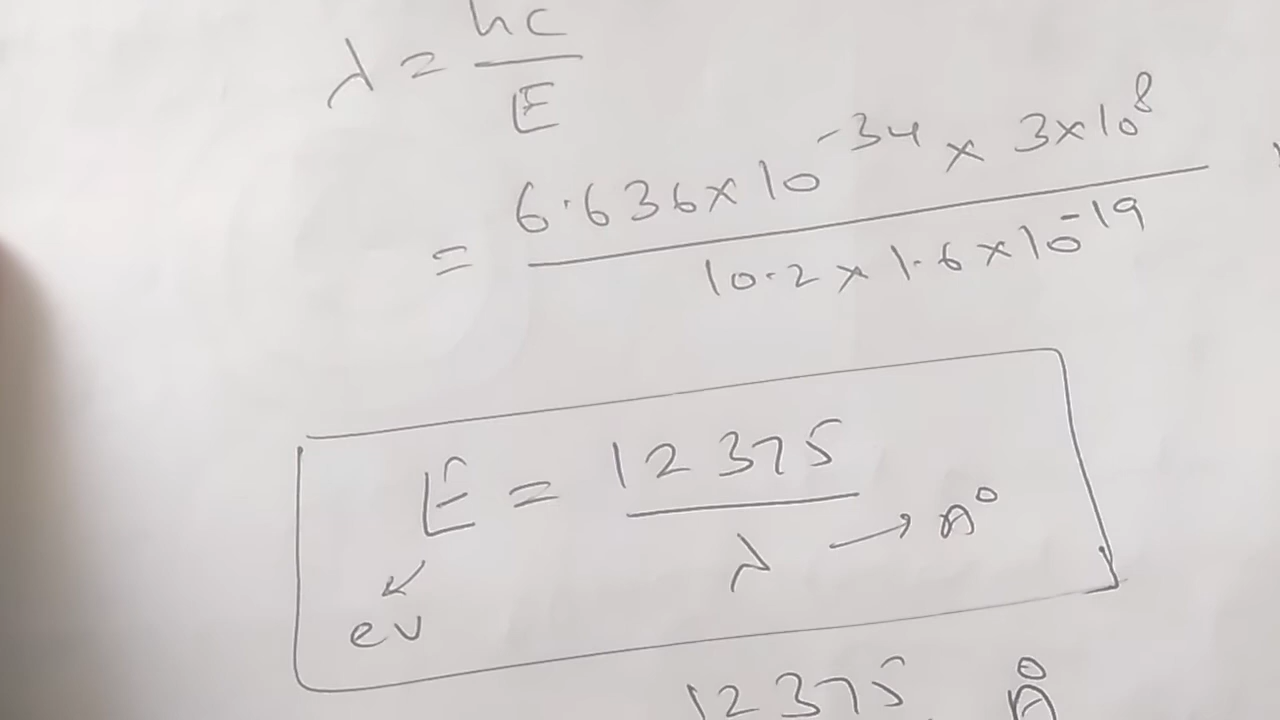 λ = hc / E
= 6.636×10⁻³⁴ × 3×10⁸ / 10.2 × 1.6×10⁻¹⁹
E = 12375 / λ → A°
↙
ev
12375 A°